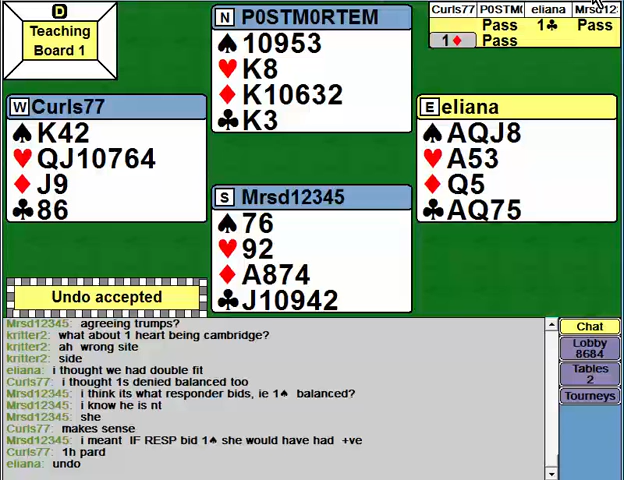 D
Teaching
Board 1
N P0STM0RTEM
♠10953
♥K8
♦K10632
♣K3
Curls77 P0STM( eliana Mrsd12
Pass 1♣ Pass
1♦ Pass
W Curls77
♠K42
♥QJ10764
♦J9
♣86
E eliana
♠AQJ8
♥A53
♦Q5
♣AQ75
S Mrsd12345
♠76
♥92
♦A874
♣J10942
Undo accepted
Mrsd12345: agreeing trumps?
kritter2: what about 1 heart being cambridge?
kritter2: ah wrong site
kritter2: side
eliana: i thought we had double fit
Curls77: i thought 1s denied balanced too
Mrsd12345: i think its what responder bids, ie 1♠ balanced?
Mrsd12345: i know he is nt
Mrsd12345: she
Curls77: makes sense
Mrsd12345: i meant IF RESP bid 1♠ she would have had +ve
Curls77: 1h pard
eliana: undo
Chat
Lobby
8684
Tables
2
Tourneys